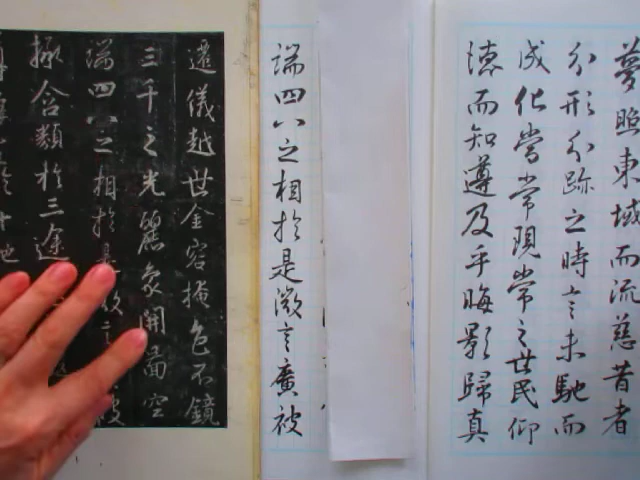 夢照東域而流慈昔者
分形分跡之時言未馳而
成化當常現常之世民仰
德而知遵及乎晦影歸真
端四八之相於是微言廣被
遷儀越世金容掩色不鏡
三千之光麗象開圖空
端四八之相於是
拯含類於三途
於十地